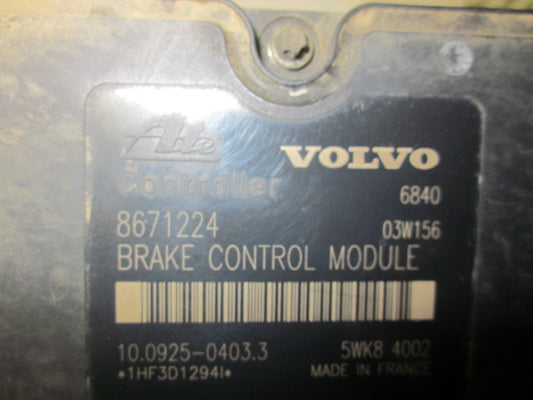 Ate VOLVO
Controller 6840
8671224 03W156
BRAKE CONTROL MODULE
10.0925-0403.3 5WK8 4002
*1HF3D1294I* MADE IN FRANCE